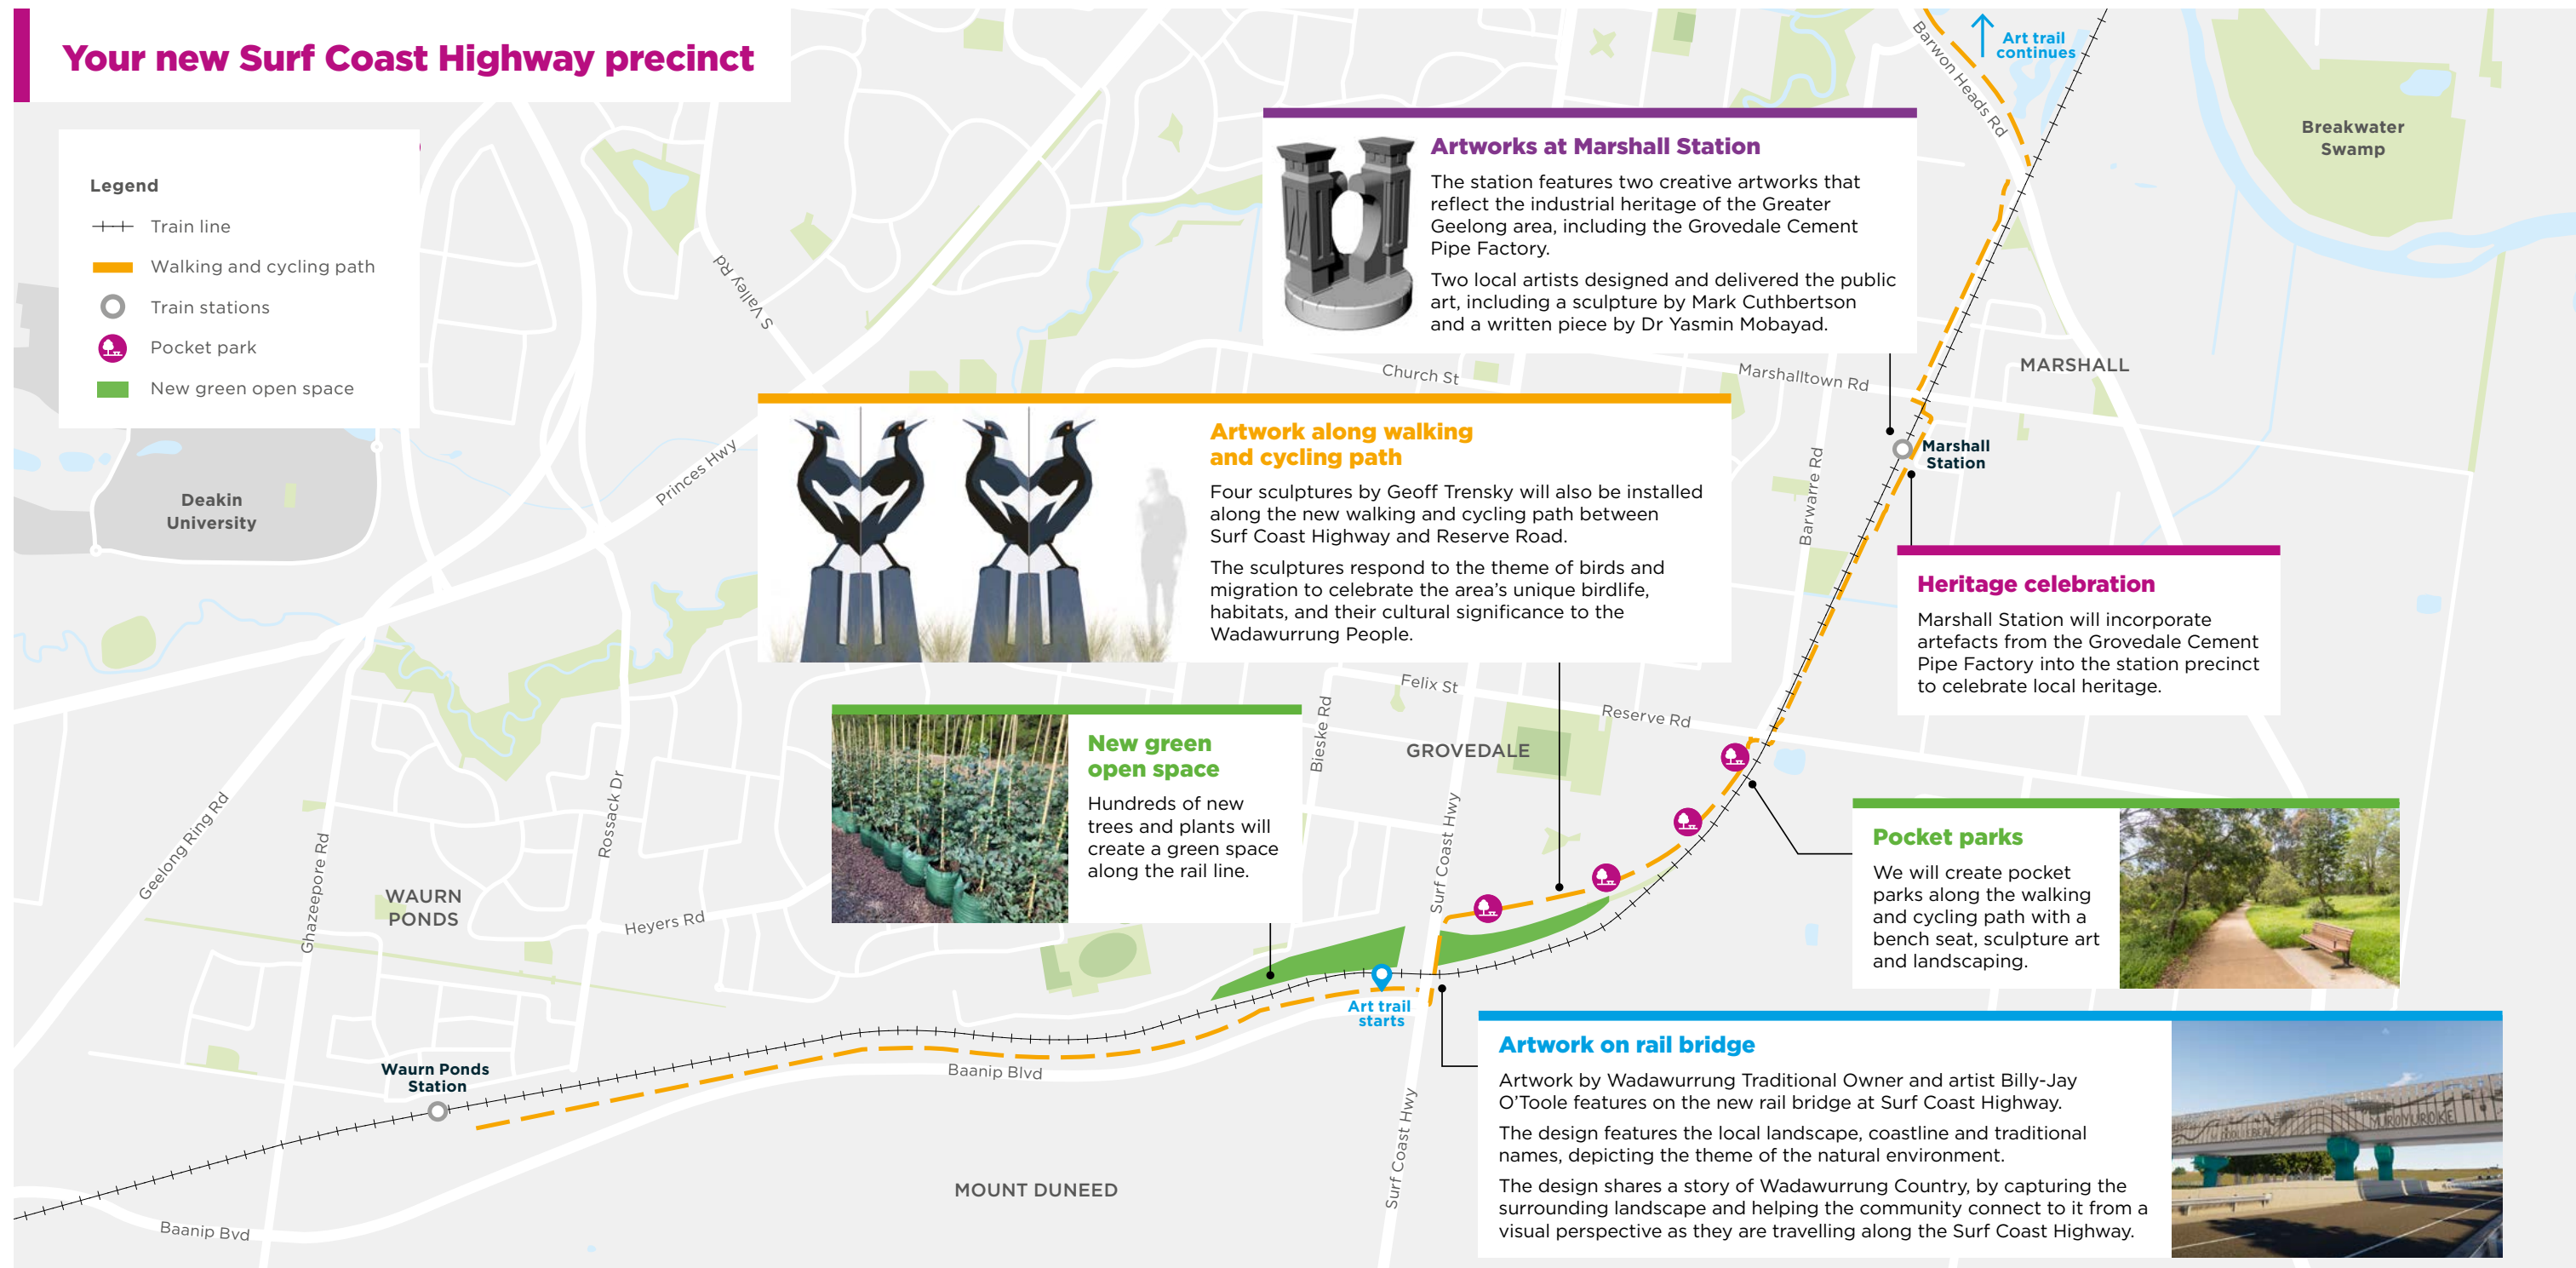 Your new Surf Coast Highway precinct
Legend
Train line
Walking and cycling path
Train stations
Pocket park
New green open space
Art trail
continues
Barwon Heads Rd
Breakwater
Swamp
Artworks at Marshall Station
The station features two creative artworks that
reflect the industrial heritage of the Greater
Geelong area, including the Grovedale Cement
Pipe Factory.
Two local artists designed and delivered the public
art, including a sculpture by Mark Cuthbertson
and a written piece by Dr Yasmin Mobayad.
S Valley Rd
Church St
Marshalltown Rd
MARSHALL
Artwork along walking
and cycling path
Four sculptures by Geoff Trensky will also be installed
along the new walking and cycling path between
Surf Coast Highway and Reserve Road.
The sculptures respond to the theme of birds and
migration to celebrate the area's unique birdlife,
habitats, and their cultural significance to the
Wadawurrung People.
Princes Hwy
Barwarre Rd
Marshall
Station
Deakin
University
Heritage celebration
Marshall Station will incorporate
artefacts from the Grovedale Cement
Pipe Factory into the station precinct
to celebrate local heritage.
Felix St
Reserve Rd
Bieske Rd
GROVEDALE
New green
open space
Hundreds of new
trees and plants will
create a green space
along the rail line.
Surf Coast Hwy
Geelong Ring Rd
Ghazeepore Rd
Rossack Dr
WAURN
PONDS
Heyers Rd
Pocket parks
We will create pocket
parks along the walking
and cycling path with a
bench seat, sculpture art
and landscaping.
Art trail
starts
Waurn Ponds
Station
Baanip Blvd
Surf Coast Hwy
MOUNT DUNEED
Baanip Bvd
Artwork on rail bridge
Artwork by Wadawurrung Traditional Owner and artist Billy-Jay
O'Toole features on the new rail bridge at Surf Coast Highway.
The design features the local landscape, coastline and traditional
names, depicting the theme of the natural environment.
The design shares a story of Wadawurrung Country, by capturing the
surrounding landscape and helping the community connect to it from a
visual perspective as they are travelling along the Surf Coast Highway.